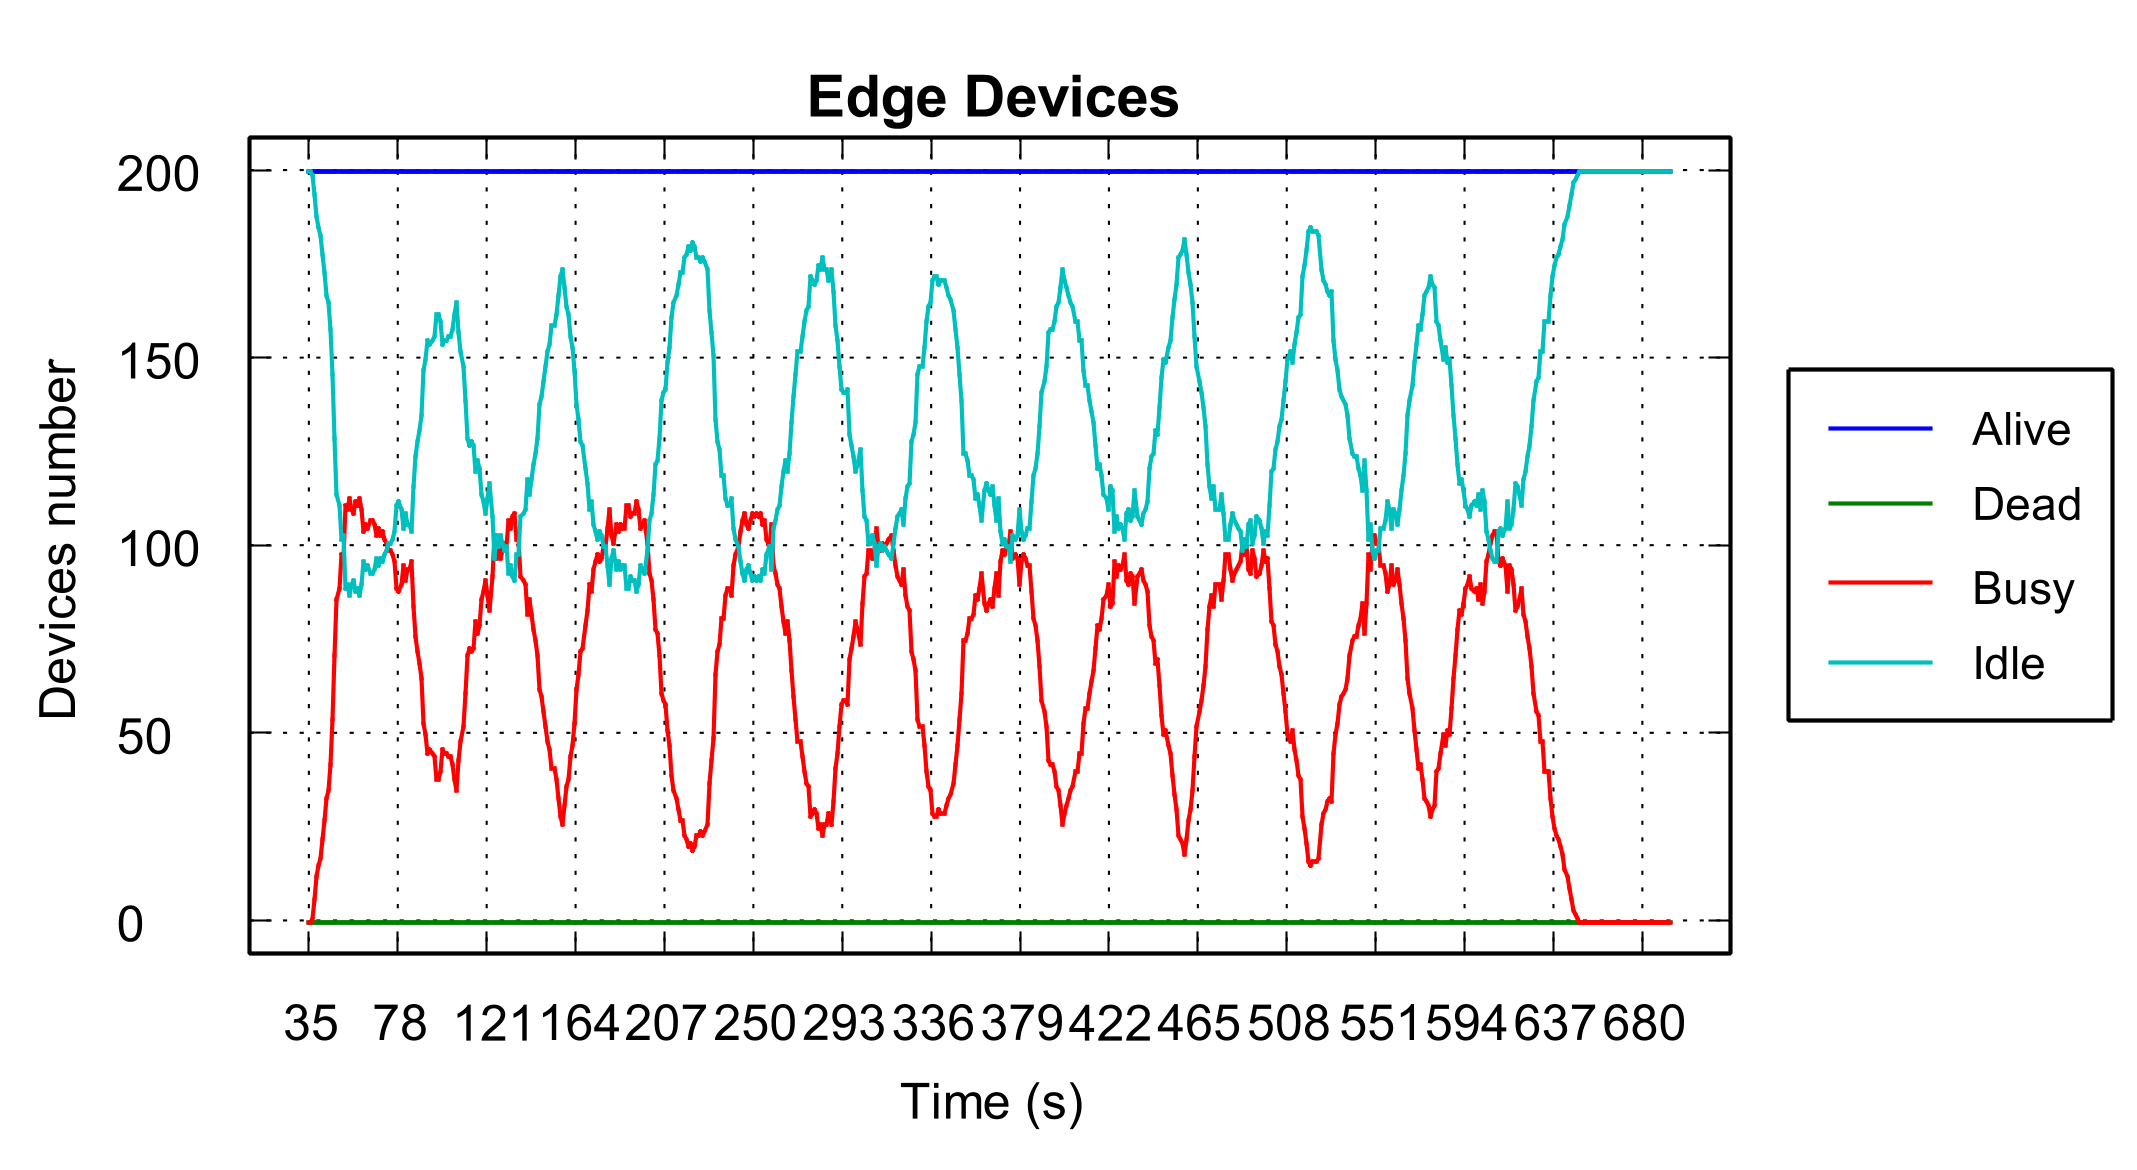 Edge Devices
200
150
100
50
0
Devices number
35 78 121 164 207 250 293 336 379 422 465 508 551 594 637 680
Time (s)
Alive
Dead
Busy
Idle